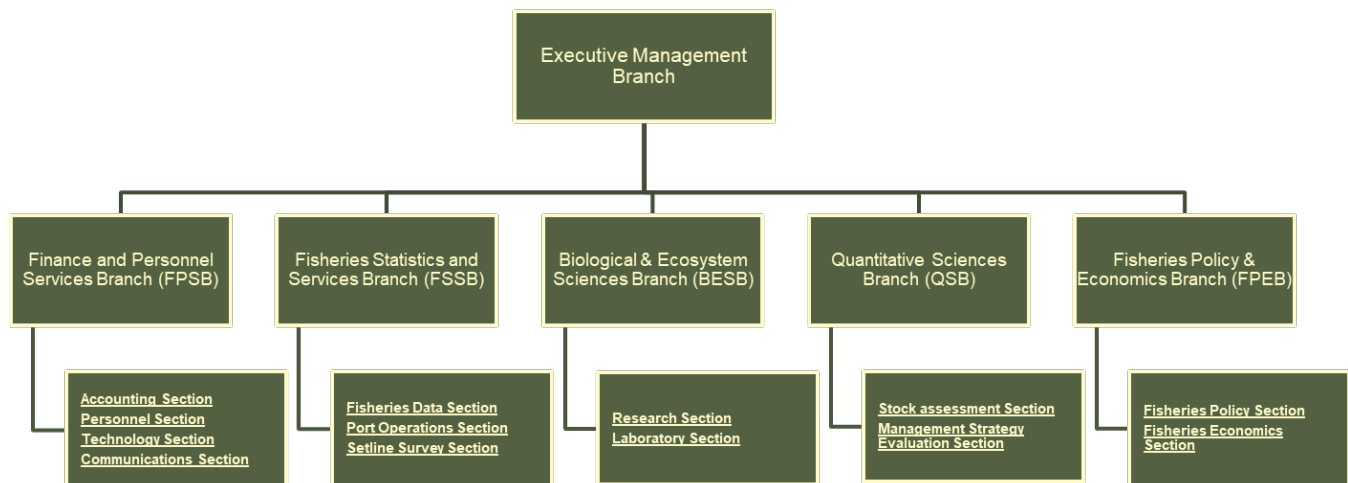 Executive Management
Branch
Finance and Personnel
Services Branch (FPSB)
Fisheries Statistics and
Services Branch (FSSB)
Biological & Ecosystem
Sciences Branch (BESB)
Quantitative Sciences
Branch (QSB)
Fisheries Policy &
Economics Branch (FPEB)
Accounting Section
Personnel Section
Technology Section
Communications Section
Fisheries Data Section
Port Operations Section
Setline Survey Section
Research Section
Laboratory Section
Stock assessment Section
Management Strategy
Evaluation Section
Fisheries Policy Section
Fisheries Economics
Section